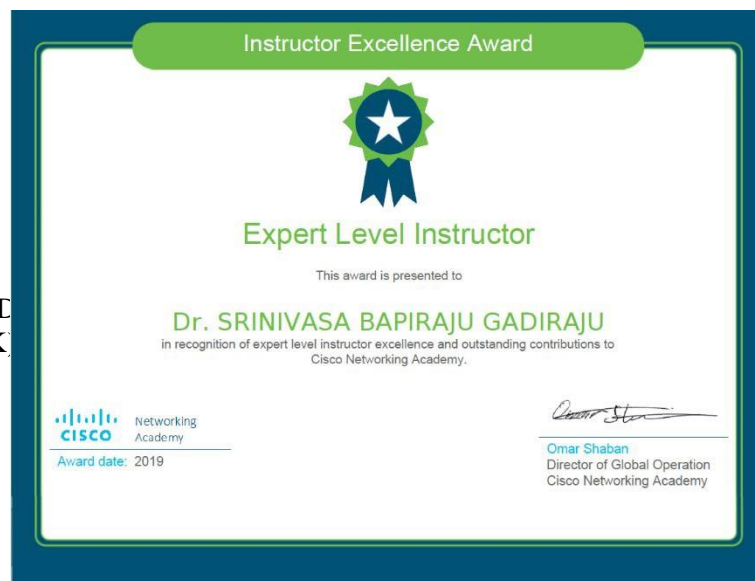 Instructor Excellence Award
Expert Level Instructor
This award is presented to
D
K)
Dr. SRINIVASA BAPIRAJU GADIRAJU
in recognition of expert level instructor excellence and outstanding contributions to
Cisco Networking Academy.
CISCO
Networking
Academy
Award date: 2019
Omar Shaban
Director of Global Operation
Cisco Networking Academy